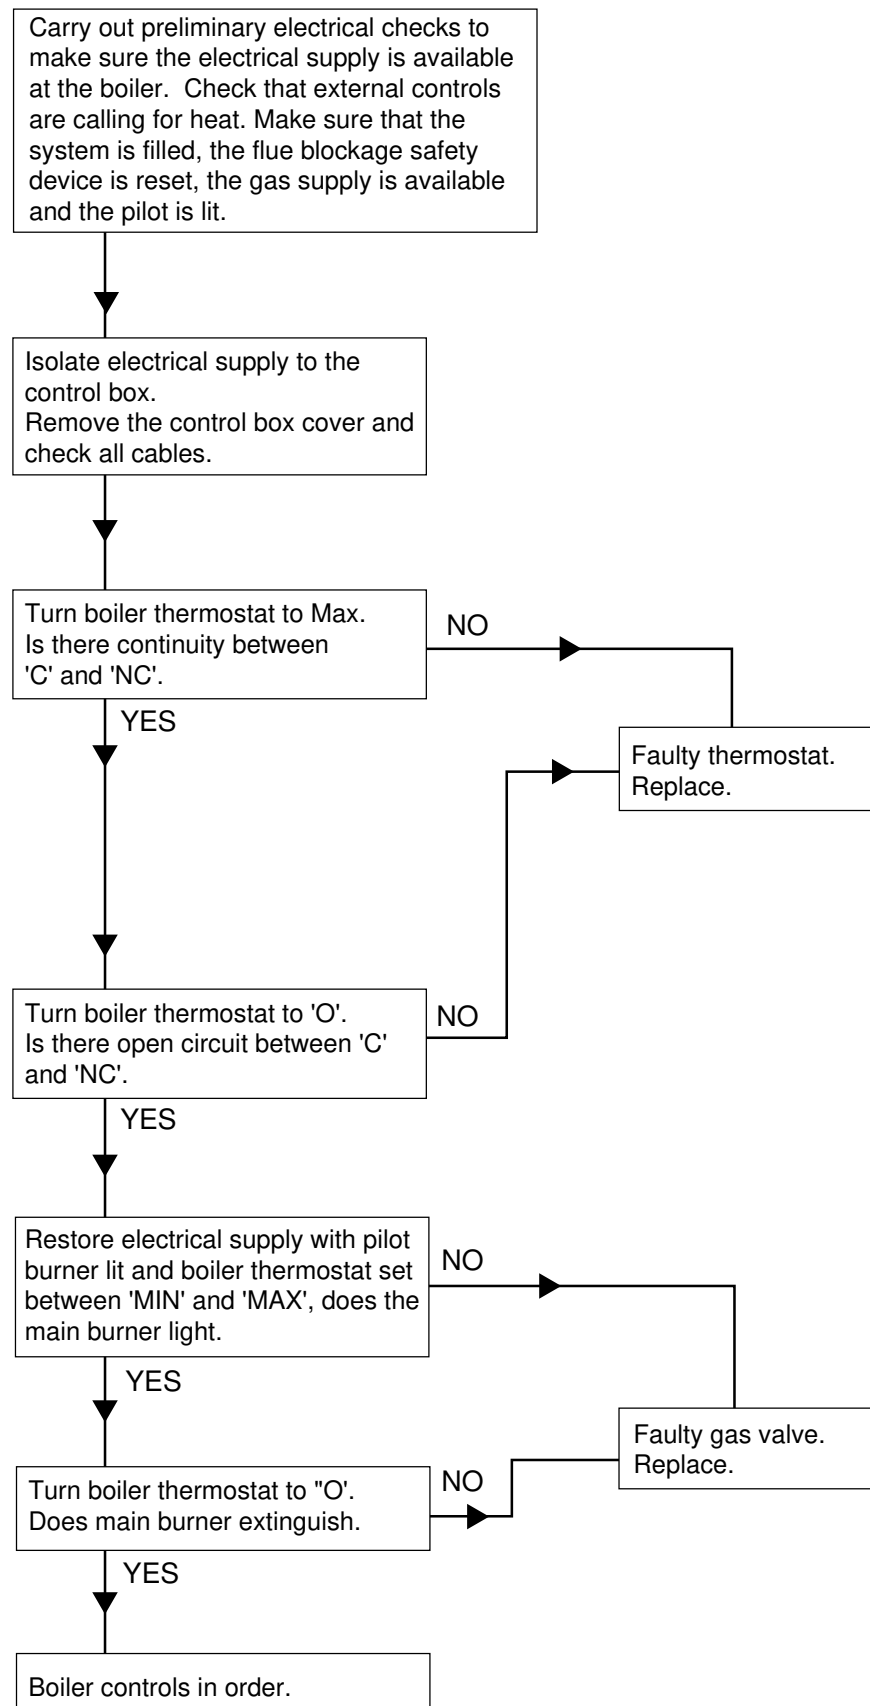 Carry out preliminary electrical checks to
make sure the electrical supply is available
at the boiler.  Check that external controls
are calling for heat. Make sure that the
system is filled, the flue blockage safety
device is reset, the gas supply is available
and the pilot is lit.
Isolate electrical supply to the
control box.
Remove the control box cover and
check all cables.
Turn boiler thermostat to Max.
Is there continuity between
'C' and 'NC'.
NO
YES
Faulty thermostat.
Replace.
Turn boiler thermostat to 'O'.
Is there open circuit between 'C'
and 'NC'.
NO
YES
Restore electrical supply with pilot
burner lit and boiler thermostat set
between 'MIN' and 'MAX', does the
main burner light.
NO
YES
Faulty gas valve.
Replace.
Turn boiler thermostat to "O'.
Does main burner extinguish.
NO
YES
Boiler controls in order.